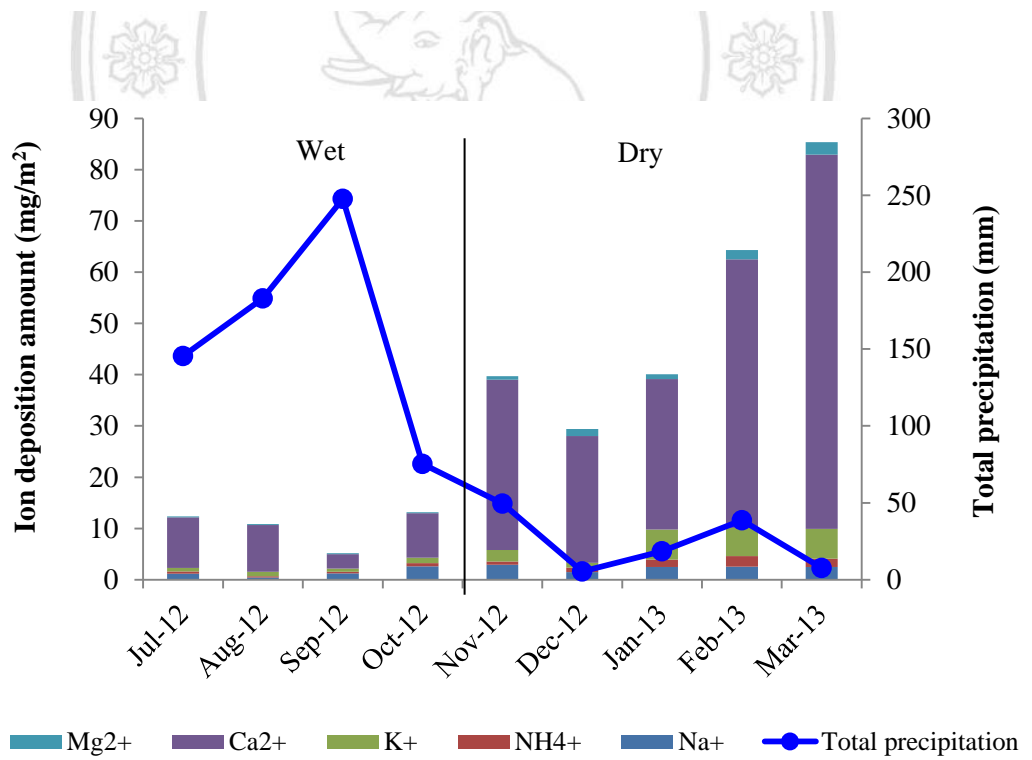 Wet
Dry
Ion deposition amount (mg/m²)
90
80
70
60
50
40
30
20
10
0
300
250
200
150
100
50
0
Total precipitation (mm)
Jul-12
Aug-12
Sep-12
Oct-12
Nov-12
Dec-12
Jan-13
Feb-13
Mar-13
Mg2+ Ca2+ K+ NH4+ Na+ Total precipitation